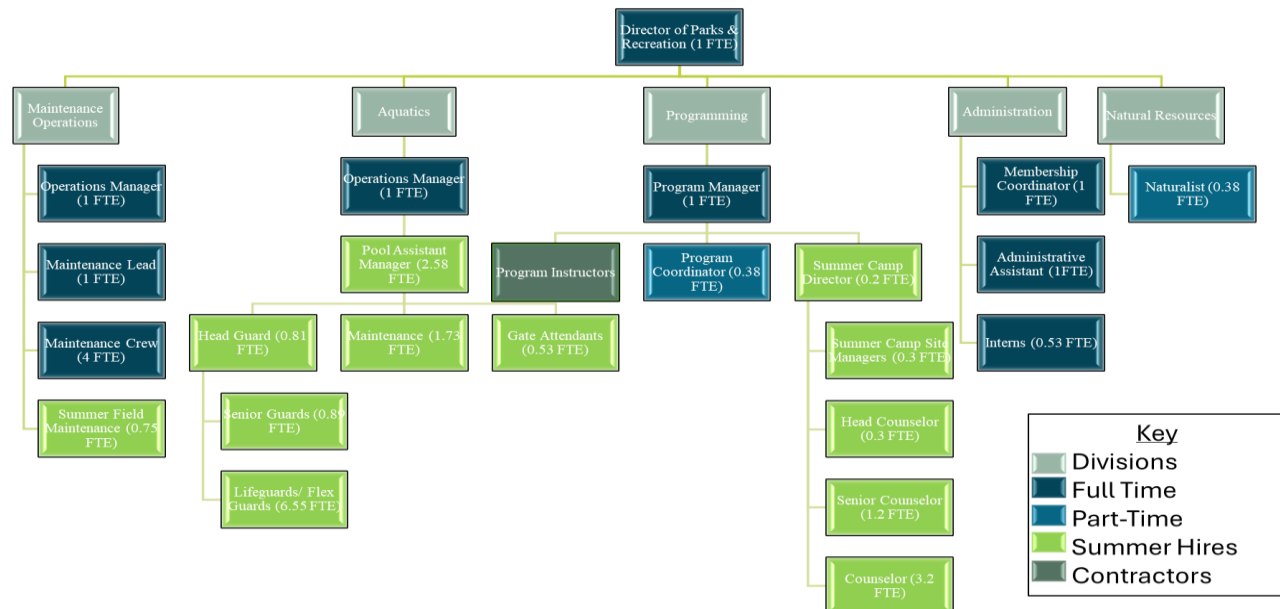 Director of Parks &
Recreation (1 FTE)
Maintenance
Operations
Aquatics
Programming
Administration
Natural Resources
Operations Manager
(1 FTE)
Maintenance Lead
(1 FTE)
Maintenance Crew
(4 FTE)
Summer Field
Maintenance (0.75
FTE)
Operations Manager
(1 FTE)
Pool Assistant
Manager (2.58
FTE)
Head Guard (0.81
FTE)
Senior Guards (0.89
FTE)
Lifeguards/ Flex
Guards (6.55 FTE)
Maintenance (1.73
FTE)
Gate Attendants
(0.53 FTE)
Program Manager
(1 FTE)
Program Instructors
Program
Coordinator (0.38
FTE)
Summer Camp
Director (0.2 FTE)
Summer Camp Site
Managers (0.3 FTE)
Head Counselor
(0.3 FTE)
Senior Counselor
(1.2 FTE)
Counselor (3.2
FTE)
Membership
Coordinator (1
FTE)
Administrative
Assistant (1FTE)
Interns (0.53 FTE)
Naturalist (0.38
FTE)
Key
Divisions
Full Time
Part-Time
Summer Hires
Contractors